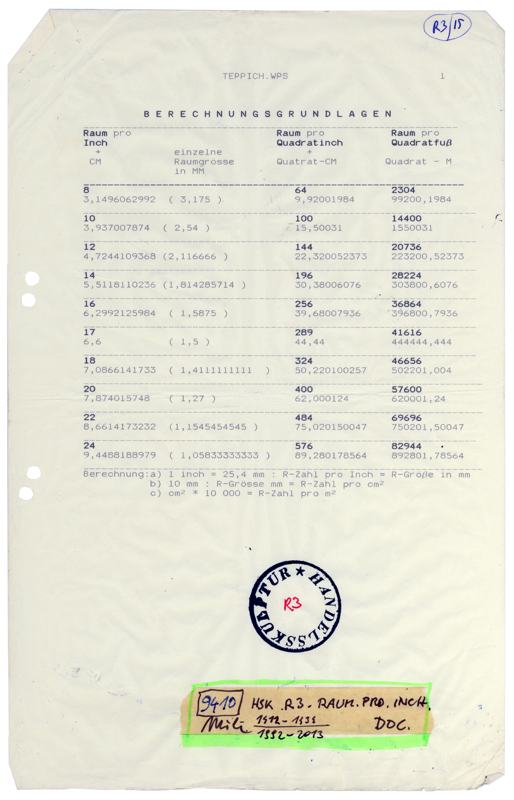 R3/15
TEPPICH.WPS 1
BERECHNUNGSGRUNDLAGEN
Raum pro Raum pro Raum pro
Inch Quadratinch Quadratfuß
+ einzelne +
CM Raumgrösse Quatrat-CM Quadrat - M
in MM
8 64 2304
3,1496062992 ( 3,175 ) 9,92001984 99200,1984
10 100 14400
3,937007874 ( 2,54 ) 15,50031 1550031
12 144 20736
4,7244109368 (2,116666 ) 22,320052373 223200,52373
14 196 28224
5,5118110236 (1,814285714 ) 30,38006076 303800,6076
16 256 36864
6,2992125984 ( 1,5875 ) 39,68007936 396800,7936
17 289 41616
6,6 ( 1,5 ) 44,44 444444,444
18 324 46656
7,0866141733 ( 1,4111111111 ) 50,220100257 502201,004
20 400 57600
7,874015748 ( 1,27 ) 62,000124 620001,24
22 484 69696
8,6614173232 (1,1545454545 ) 75,020150047 750201,50047
24 576 82944
9,4488188979 ( 1,05833333333 ) 89,280178564 892801,78564
Berechnung:a) 1 inch = 25,4 mm : R-Zahl pro Inch = R-Größe in mm
b) 10 mm : R-Grösse mm = R-Zahl pro cm²
c) cm² * 10 000 = R-Zahl pro m²
HANDELSSKULPTUR
R3
9410 HSK .R3 - RAUM. PRO. INCH.
1992-2013 DOC.